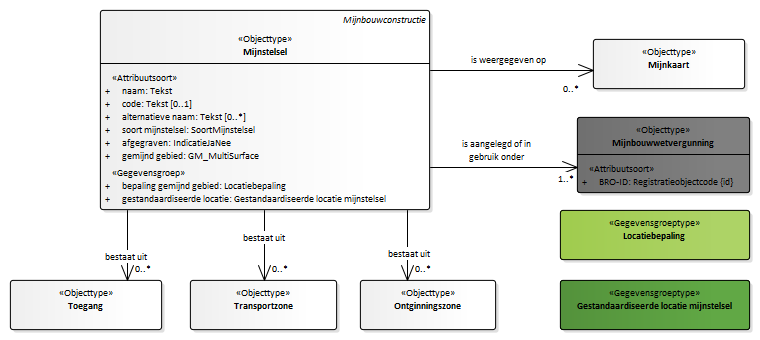 Mijnbouwconstructie
«Objecttype»
Mijnstelsel
«Attribuutsoort»
+ naam: Tekst
+ code: Tekst [0..1]
+ alternatieve naam: Tekst [0..*]
+ soort mijnstelsel: SoortMijnstelsel
+ afgegraven: IndicatieJaNee
+ gemijnd gebied: GM_MultiSurface
«Gegevensgroep»
+ bepaling gemijnd gebied: Locatiebepaling
+ gestandaardiseerde locatie: Gestandaardiseerde locatie mijnstelsel
is weergegeven op
0..*
«Objecttype»
Mijnkaart
is aangelegd of in
gebruik onder
1..*
«Objecttype»
Mijnbouwwetvergunning
«Attribuutsoort»
+ BRO-ID: Registratieobjectcode {id}
«Gegevensgroeptype»
Locatiebepaling
bestaat uit
0..*
bestaat uit
0..*
bestaat uit
0..*
«Objecttype»
Toegang
«Objecttype»
Transportzone
«Objecttype»
Ontginningszone
«Gegevensgroeptype»
Gestandaardiseerde locatie mijnstelsel